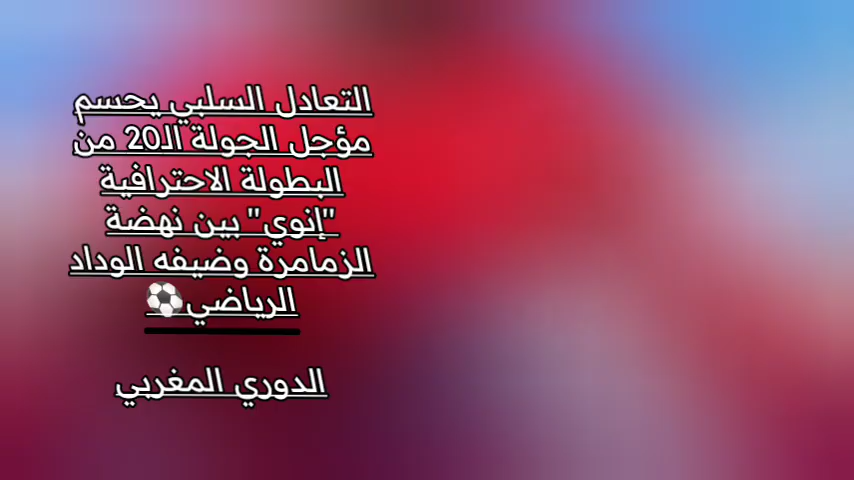 التعادل السلبي يحسم
مؤجل الجولة الـ20 من
البطولة الاحترافية
"إنوي" بين نهضة
الزمامرة وضيفه الوداد
الرياضي⚽
الدوري المغربي